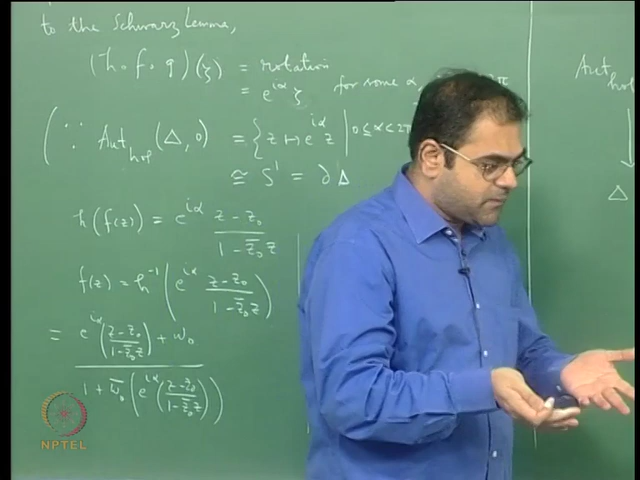 to the Schwarz Lemma,
(h∘f∘g)(ζ) = rotation
= e^{iα} ζ for some α,
(∵ Aut_{hol}(Δ,0) = {z ↦ e^{iα} z | 0 ≤ α < 2π
≅ S¹ = ∂Δ
h(f(z)) = e^{iα} (z - z₀)/(1 - z̄₀z)
f(z) = h⁻¹(e^{iα} (z - z₀)/(1 - z̄₀z))
= (e^{iα}((z - z₀)/(1 - z̄₀z)) + w₀)/(1 + w̄₀(e^{iα}((z - z₀)/(1 - z̄₀z))))
Aut_{hol}
↓
Δ
NPTEL